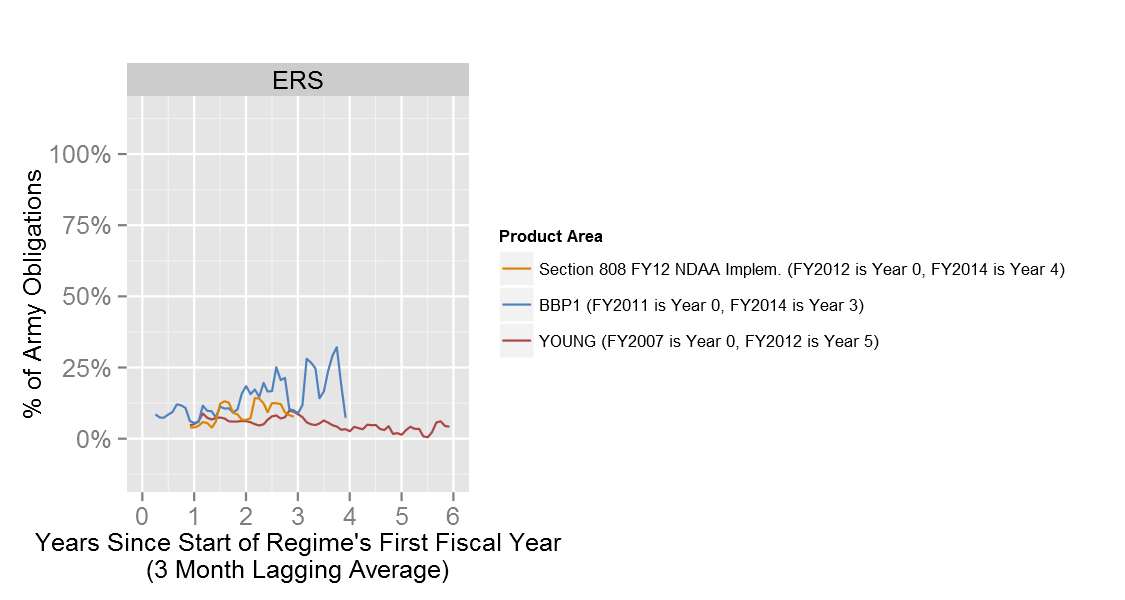 ERS
100%
75%
50%
25%
0%
% of Army Obligations
0 1 2 3 4 5 6
Years Since Start of Regime's First Fiscal Year
(3 Month Lagging Average)
Product Area
Section 808 FY12 NDAA Implem. (FY2012 is Year 0, FY2014 is Year 4)
BBP1 (FY2011 is Year 0, FY2014 is Year 3)
YOUNG (FY2007 is Year 0, FY2012 is Year 5)